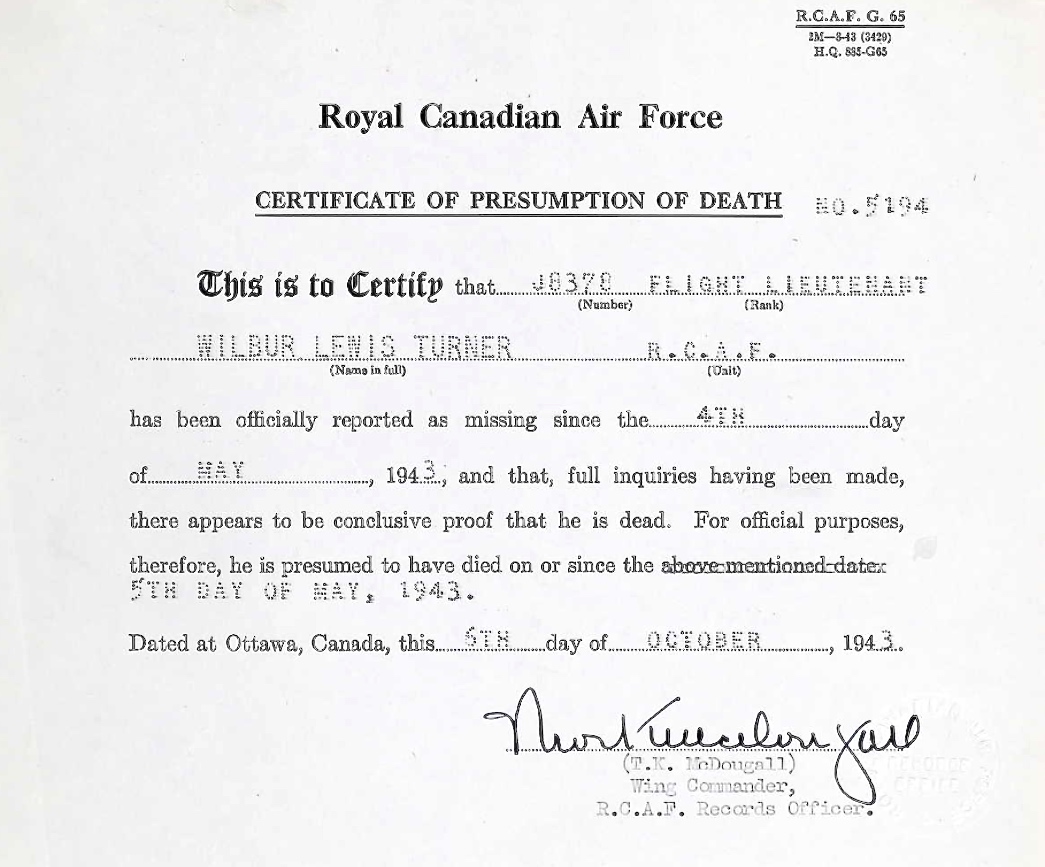 R.C.A.F. G. 65
2M—8-43 (3429)
H.Q. 885-G65
Royal Canadian Air Force
CERTIFICATE OF PRESUMPTION OF DEATH NO. 5194
This is to Certify that J8378 FLIGHT LIEUTENANT
(Number) (Rank)
WILBUR LEWIS TURNER R.C.A.F.
(Name in full) (Unit)
has been officially reported as missing since the 4TH day
of MAY, 1943, and that, full inquiries having been made,
there appears to be conclusive proof that he is dead. For official purposes,
therefore, he is presumed to have died on or since the above mentioned date.
5TH DAY OF MAY, 1943.
Dated at Ottawa, Canada, this 6TH day of OCTOBER, 1943.
(T.K. McDougall)
Wing Commander,
R.C.A.F. Records Officer.